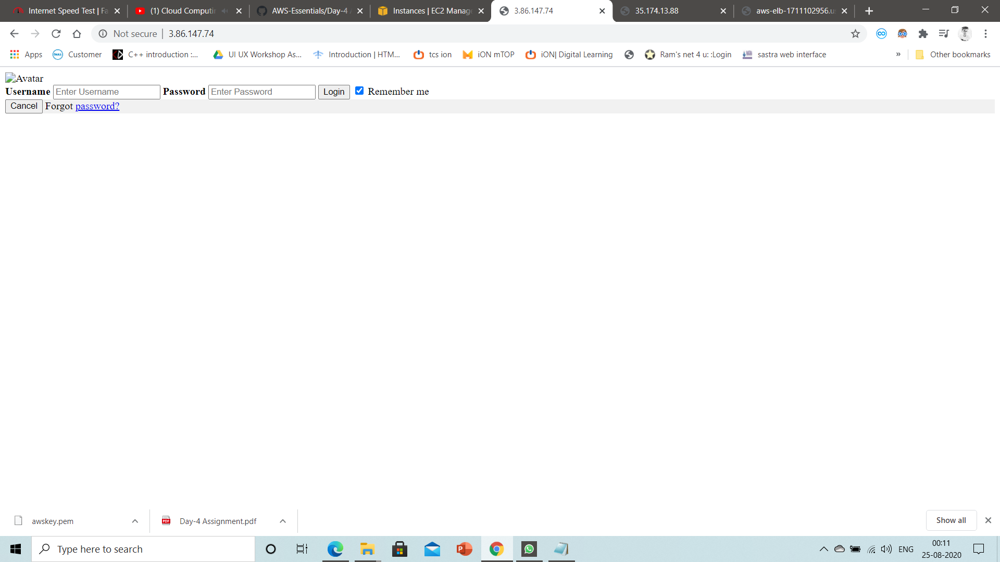 Internet Speed Test | Fa
(1) Cloud Computin
AWS-Essentials/Day-4
Instances | EC2 Manage
3.86.147.74
35.174.13.88
aws-elb-1711102956.u
Not secure
3.86.147.74
Apps
Customer
C++ introduction :...
UI UX Workshop As...
Introduction | HTM...
tcs ion
iON mTOP
iON| Digital Learning
Ram's net 4 u: :Login
sastra web interface
»
Other bookmarks
Avatar
Username Enter Username Password Enter Password Login Remember me
Cancel Forgot password?
awskey.pem
PDF
Day-4 Assignment.pdf
Show all
Type here to search
ENG
00:11
25-08-2020